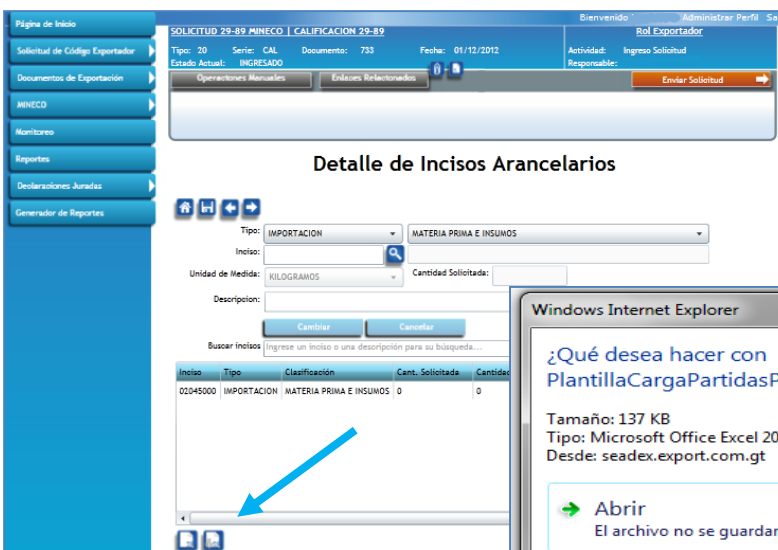 Bienvenido Administrar Perfil Sa
Página de Inicio
Solicitud de Código Exportador
Documentos de Exportación
MINECO
Monitoreo
Reportes
Declaraciones Juradas
Generador de Reportes
SOLICITUD 29-89 MINECO | CALIFICACION 29-89
Rol Exportador
Tipo: 20 Serie: CAL Documento: 733 Fecha: 01/12/2012
Actividad: Ingreso Solicitud
Estado Actual: INGRESADO
Responsable:
Operaciones Manuales
Enlaces Relacionados
Enviar Solicitud
Detalle de Incisos Arancelarios
Tipo: IMPORTACION MATERIA PRIMA E INSUMOS
Inciso:
Unidad de Medida: KILOGRAMOS Cantidad Solicitada:
Descripcion:
Cambiar Cancelar
Buscar incisos Ingrese un inciso o una descripción para su búsqueda...
Inciso Tipo Clasificación Cant. Solicitada Cantidad
02045000 IMPORTACION MATERIA PRIMA E INSUMOS 0 0
Windows Internet Explorer
¿Qué desea hacer con
PlantillaCargaPartidasP
Tamaño: 137 KB
Tipo: Microsoft Office Excel 20
Desde: seadex.export.com.gt
Abrir
El archivo no se guardar